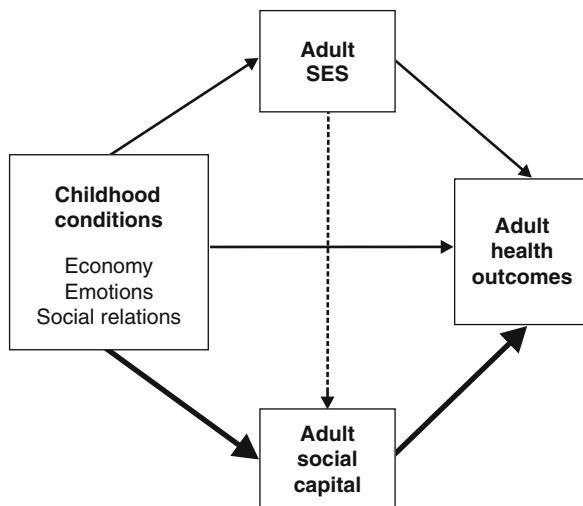 Adult
SES
Childhood
conditions
Economy
Emotions
Social relations
Adult
health
outcomes
Adult
social
capital